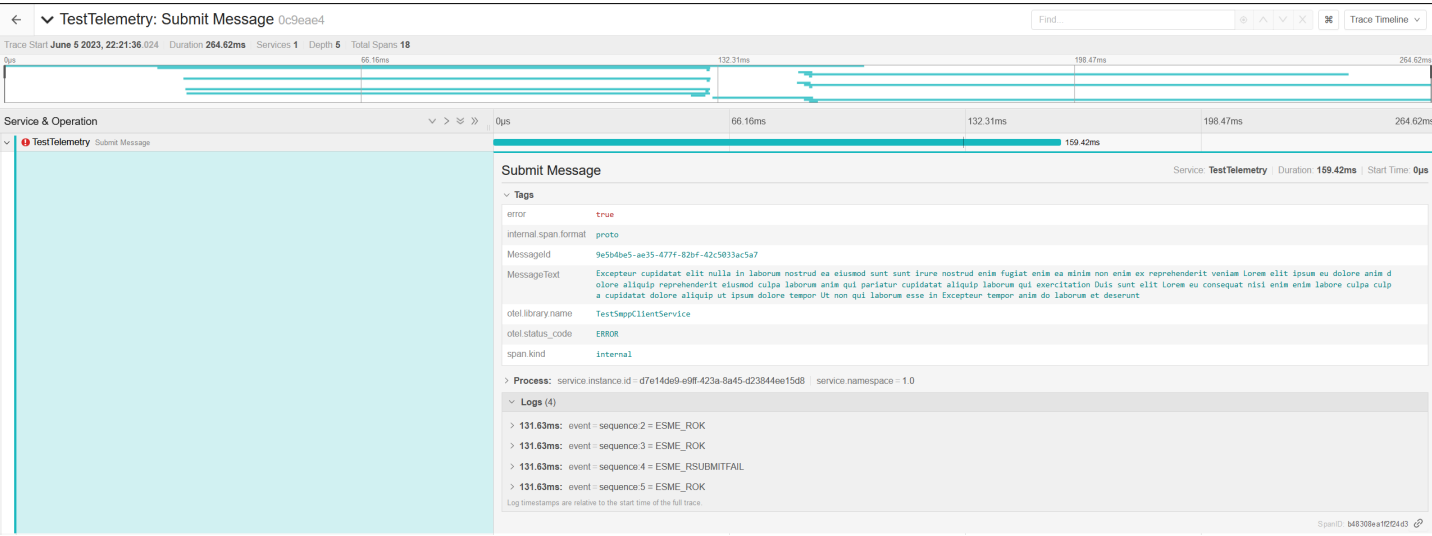 TestTelemetry: Submit Message 0c9eae4
Find...
⌘
Trace Timeline
Trace Start June 5 2023, 22:21:36.024 Duration 264.62ms Services 1 Depth 5 Total Spans 18
0μs 66.16ms 132.31ms 198.47ms 264.62ms
Service & Operation
0μs 66.16ms 132.31ms 198.47ms 264.62ms
TestTelemetry Submit Message
159.42ms
Submit Message
Service: TestTelemetry Duration: 159.42ms Start Time: 0μs
Tags
error true
internal.span.format proto
MessageId 9e5b4be5-ae35-477f-82bf-42c5033ac5a7
MessageText Excepteur cupidatat elit nulla in laborum nostrud ea eiusmod sunt sunt irure nostrud enim fugiat enim ea minim non enim ex reprehenderit veniam Lorem elit ipsum eu dolore anim d
olore aliquip reprehenderit eiusmod culpa laborum anim qui pariatur cupidatat aliquip laborum qui exercitation Duis sunt elit Lorem eu consequat nisi enim enim labore culpa culp
a cupidatat dolore aliquip ut ipsum dolore tempor Ut non qui laborum esse in Excepteur tempor anim do laborum et deserunt
otel.library.name TestSmppClientService
otel.status_code ERROR
span.kind internal
Process: service.instance.id = d7e14de9-e9ff-423a-8a45-d23844ee15d8 service.namespace = 1.0
Logs (4)
131.63ms: event = sequence:2 = ESME_ROK
131.63ms: event = sequence:3 = ESME_ROK
131.63ms: event = sequence:4 = ESME_RSUBMITFAIL
131.63ms: event = sequence:5 = ESME_ROK
Log timestamps are relative to the start time of the full trace.
SpanID: b48308ea1f2f24d3